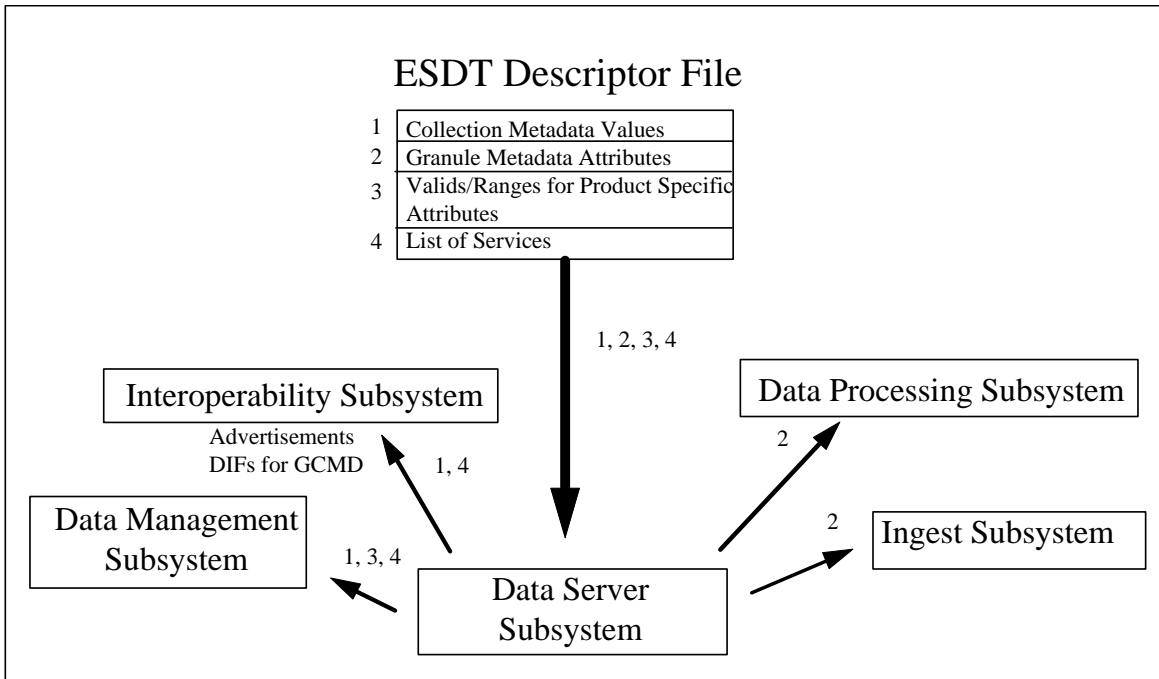 ESDT Descriptor File
1 Collection Metadata Values
2 Granule Metadata Attributes
3 Valids/Ranges for Product Specific
Attributes
4 List of Services
1, 2, 3, 4
Interoperability Subsystem
Advertisements
DIFs for GCMD
1, 4
Data Processing Subsystem
2
Data Management
Subsystem
1, 3, 4
2
Ingest Subsystem
Data Server
Subsystem